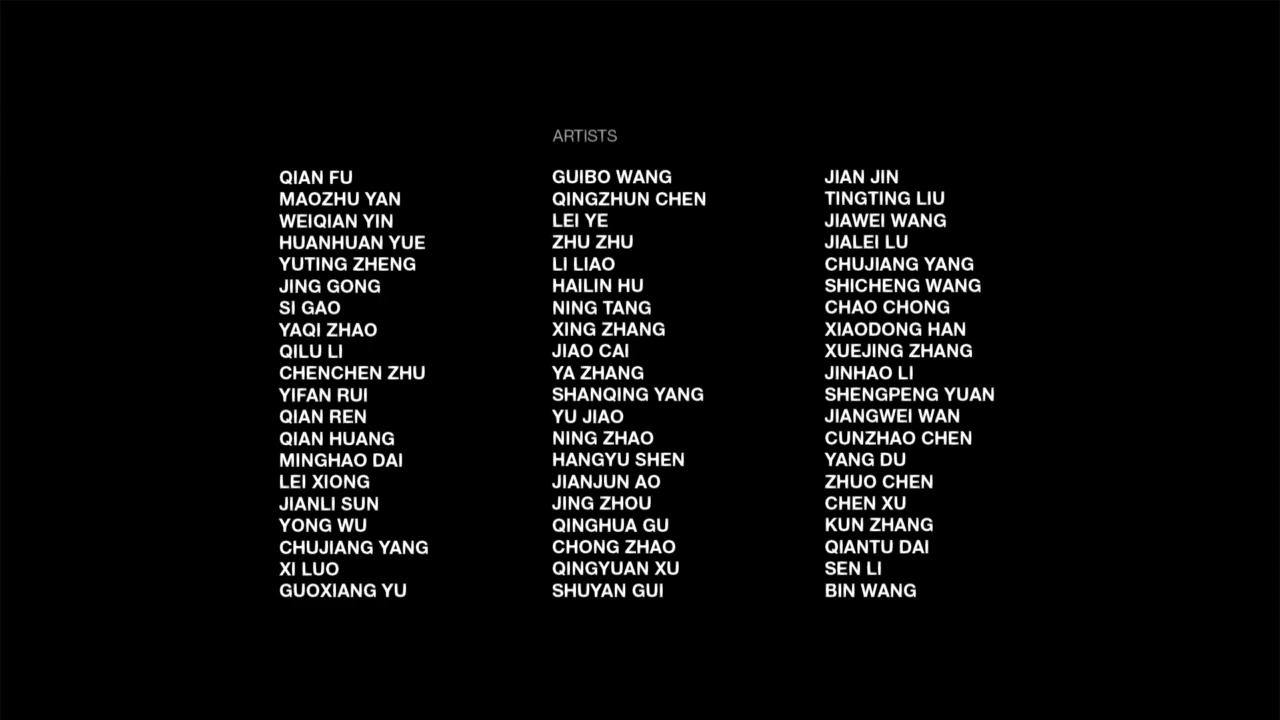 ARTISTS
QIAN FU
MAOZHU YAN
WEIQIAN YIN
HUANHUAN YUE
YUTING ZHENG
JING GONG
SI GAO
YAQI ZHAO
QILU LI
CHENCHEN ZHU
YIFAN RUI
QIAN REN
QIAN HUANG
MINGHAO DAI
LEI XIONG
JIANLI SUN
YONG WU
CHUJIANG YANG
XI LUO
GUOXIANG YU
GUIBO WANG
QINGZHUN CHEN
LEI YE
ZHU ZHU
LI LIAO
HAILIN HU
NING TANG
XING ZHANG
JIAO CAI
YA ZHANG
SHANQING YANG
YU JIAO
NING ZHAO
HANGYU SHEN
JIANJUN AO
JING ZHOU
QINGHUA GU
CHONG ZHAO
QINGYUAN XU
SHUYAN GUI
JIAN JIN
TINGTING LIU
JIAWEI WANG
JIALEI LU
CHUJIANG YANG
SHICHENG WANG
CHAO CHONG
XIAODONG HAN
XUEJING ZHANG
JINHAO LI
SHENGPENG YUAN
JIANGWEI WAN
CUNZHAO CHEN
YANG DU
ZHUO CHEN
CHEN XU
KUN ZHANG
QIANTU DAI
SEN LI
BIN WANG